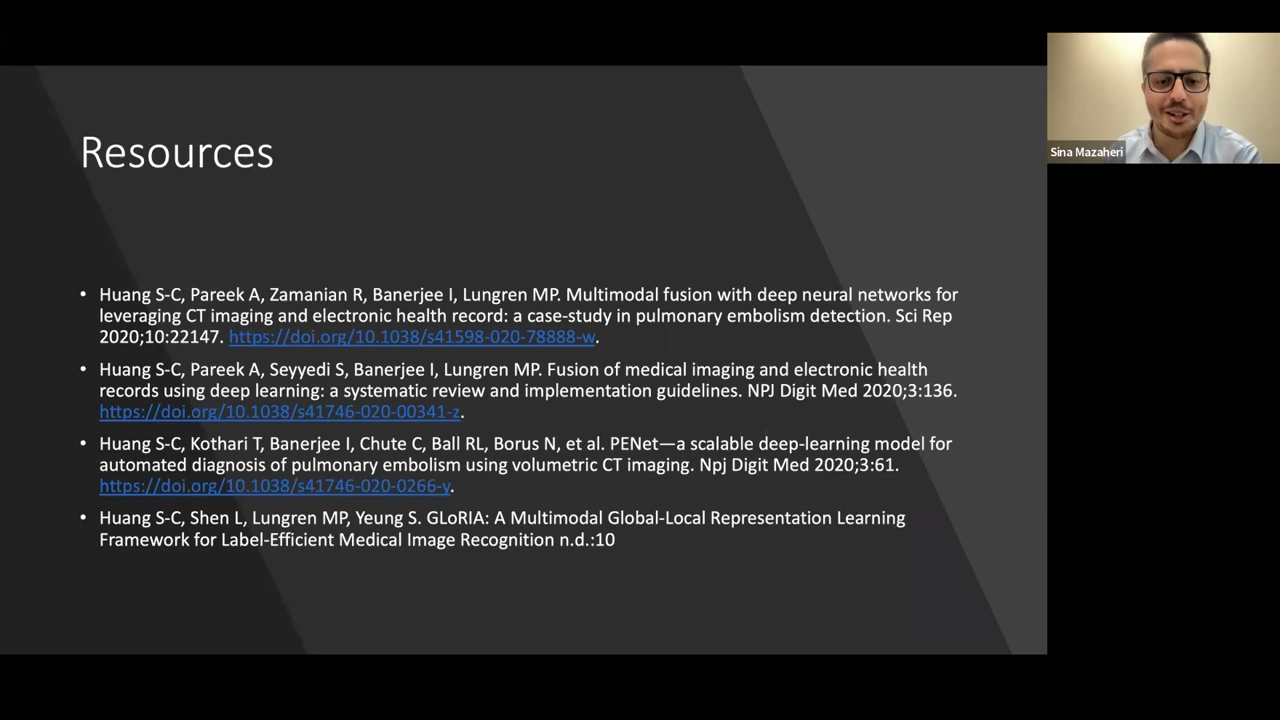 Resources
• Huang S-C, Pareek A, Zamanian R, Banerjee I, Lungren MP. Multimodal fusion with deep neural networks for
leveraging CT imaging and electronic health record: a case-study in pulmonary embolism detection. Sci Rep
2020;10:22147. https://doi.org/10.1038/s41598-020-78888-w.
• Huang S-C, Pareek A, Seyyedi S, Banerjee I, Lungren MP. Fusion of medical imaging and electronic health
records using deep learning: a systematic review and implementation guidelines. NPJ Digit Med 2020;3:136.
https://doi.org/10.1038/s41746-020-00341-z.
• Huang S-C, Kothari T, Banerjee I, Chute C, Ball RL, Borus N, et al. PENet—a scalable deep-learning model for
automated diagnosis of pulmonary embolism using volumetric CT imaging. Npj Digit Med 2020;3:61.
https://doi.org/10.1038/s41746-020-0266-y.
• Huang S-C, Shen L, Lungren MP, Yeung S. GLoRIA: A Multimodal Global-Local Representation Learning
Framework for Label-Efficient Medical Image Recognition n.d.:10
Sina Mazaheri